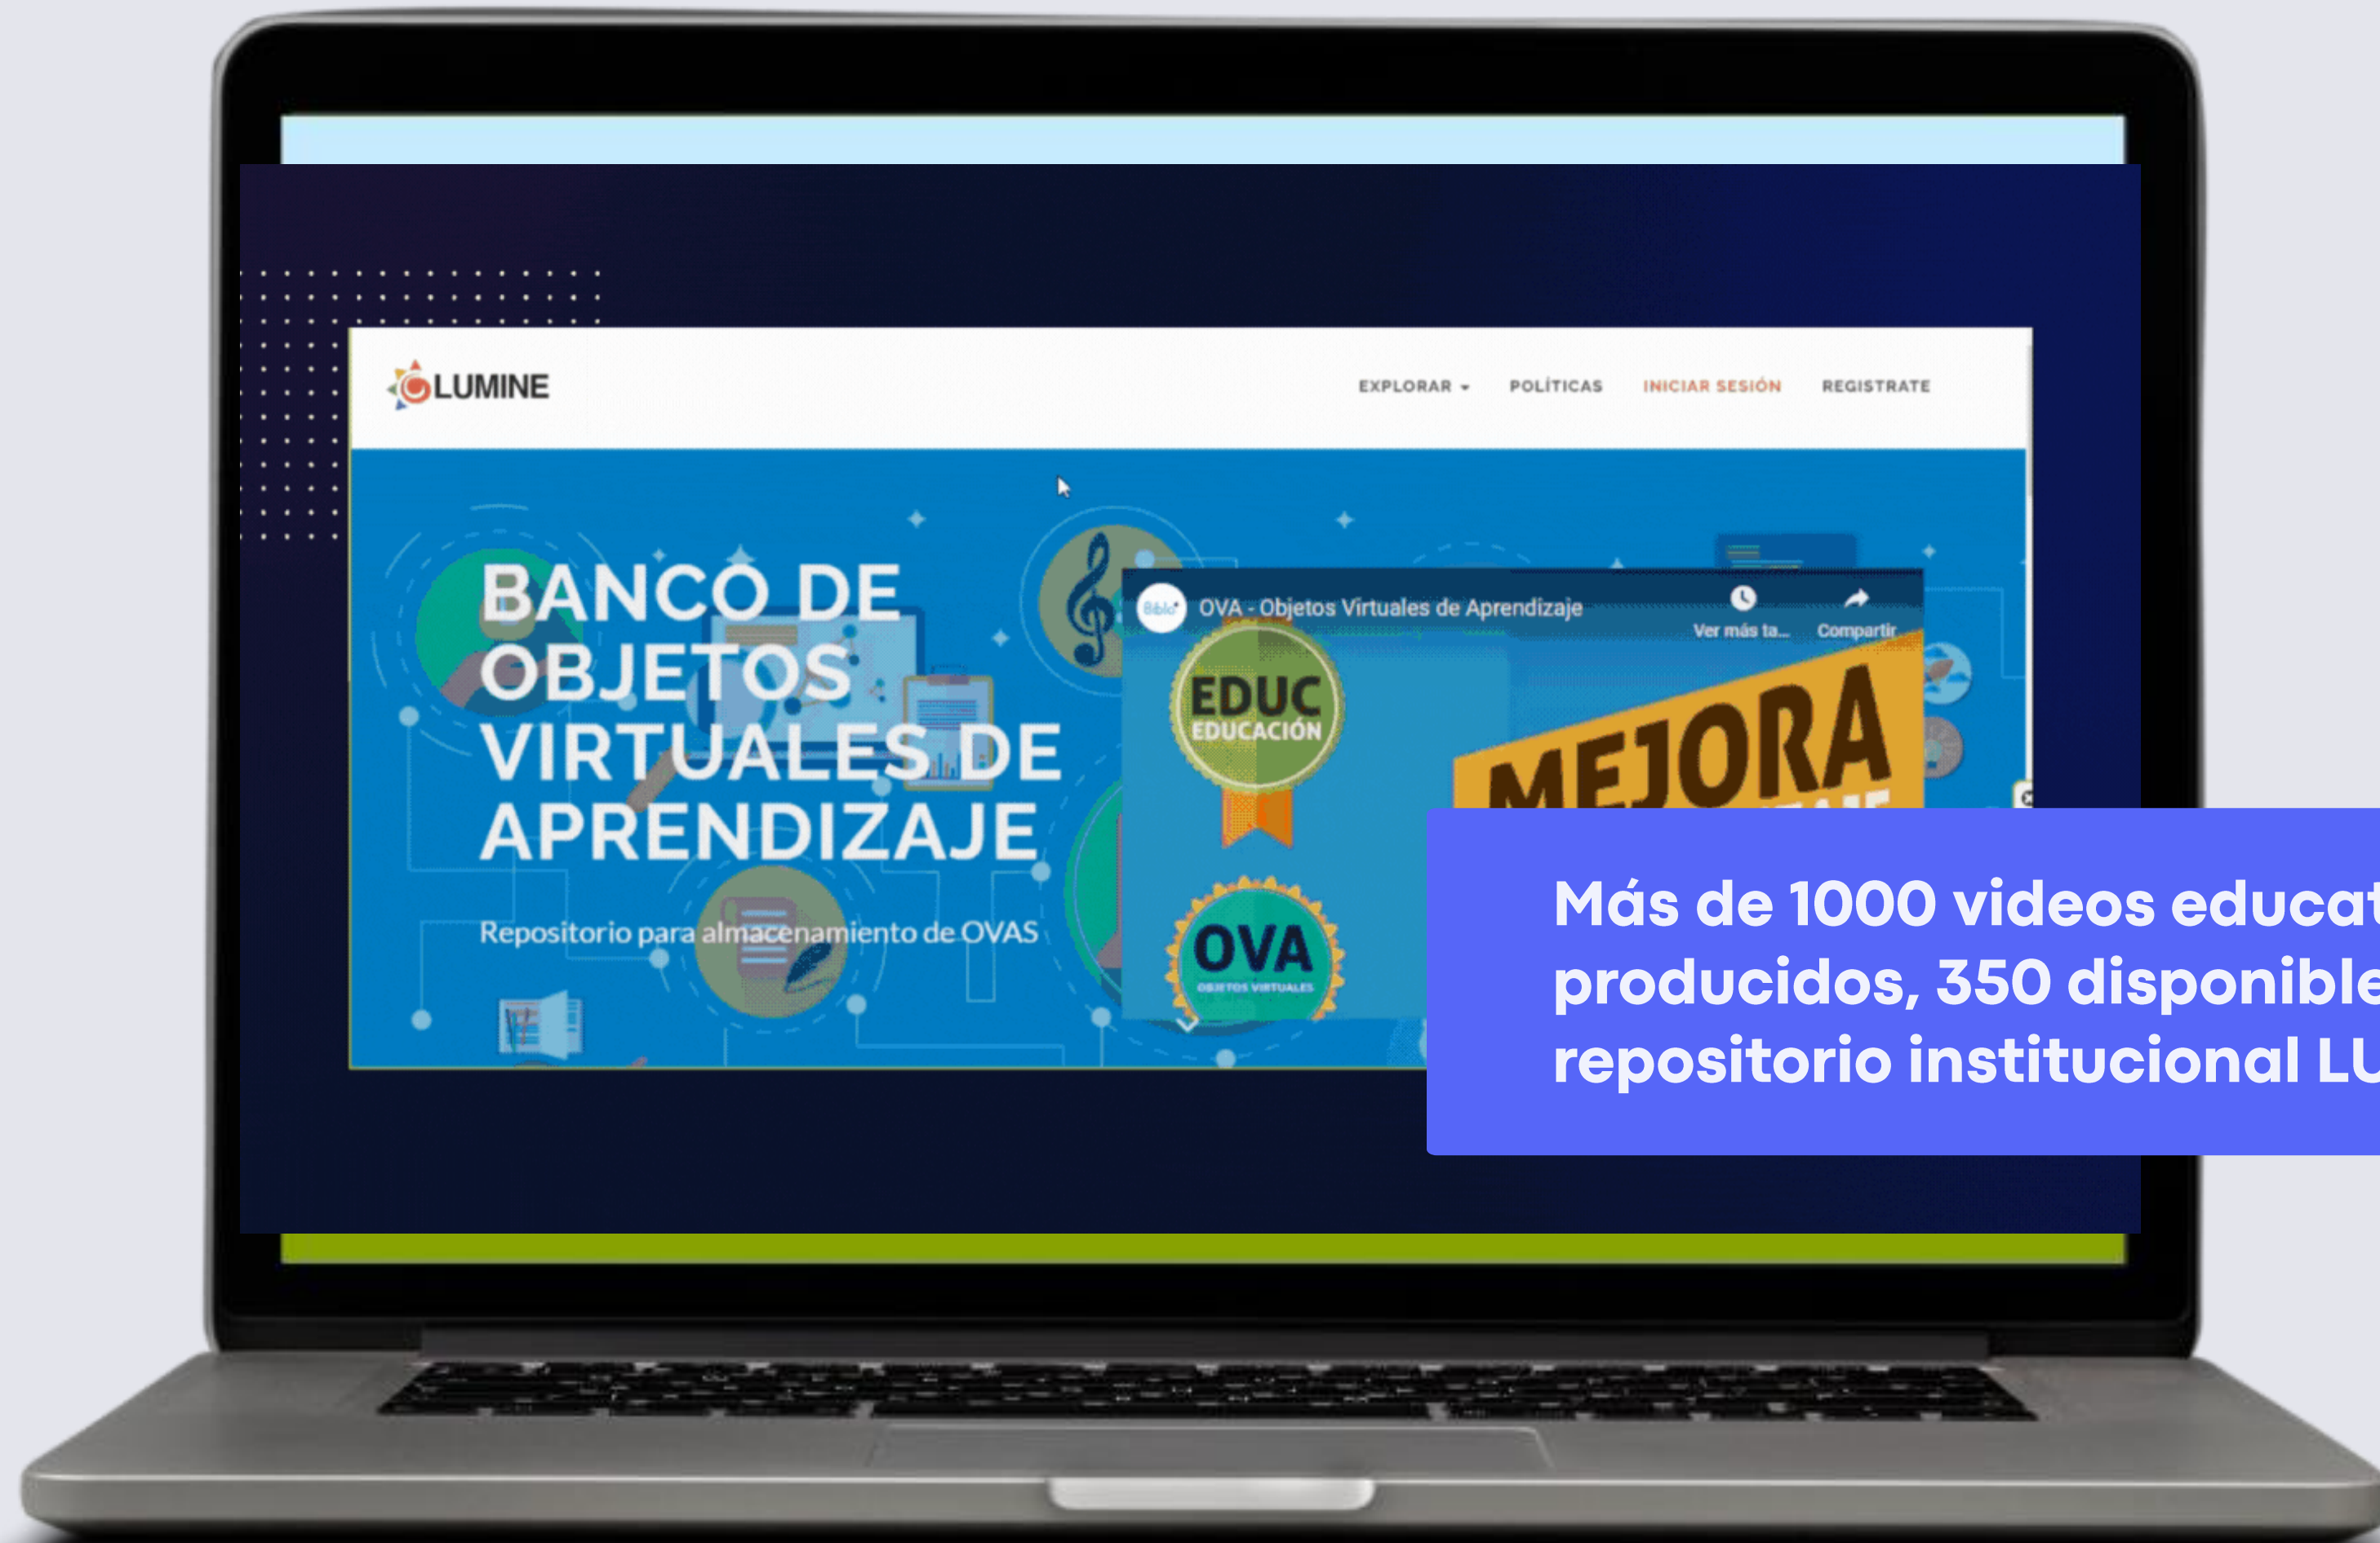 LUMINE
EXPLORAR POLÍTICAS INICIAR SESIÓN REGISTRATE
BANCO DE
OBJETOS
VIRTUALES DE
APRENDIZAJE
Repositorio para almacenamiento de OVAS
Biblo
OVA - Objetos Virtuales de Aprendizaje
Ver más ta...
Compartir
EDUC
EDUCACIÓN
MEJORA
OVA
OBJETOS VIRTUALES
Más de 1000 videos educat
producidos, 350 disponible
repositorio institucional LU